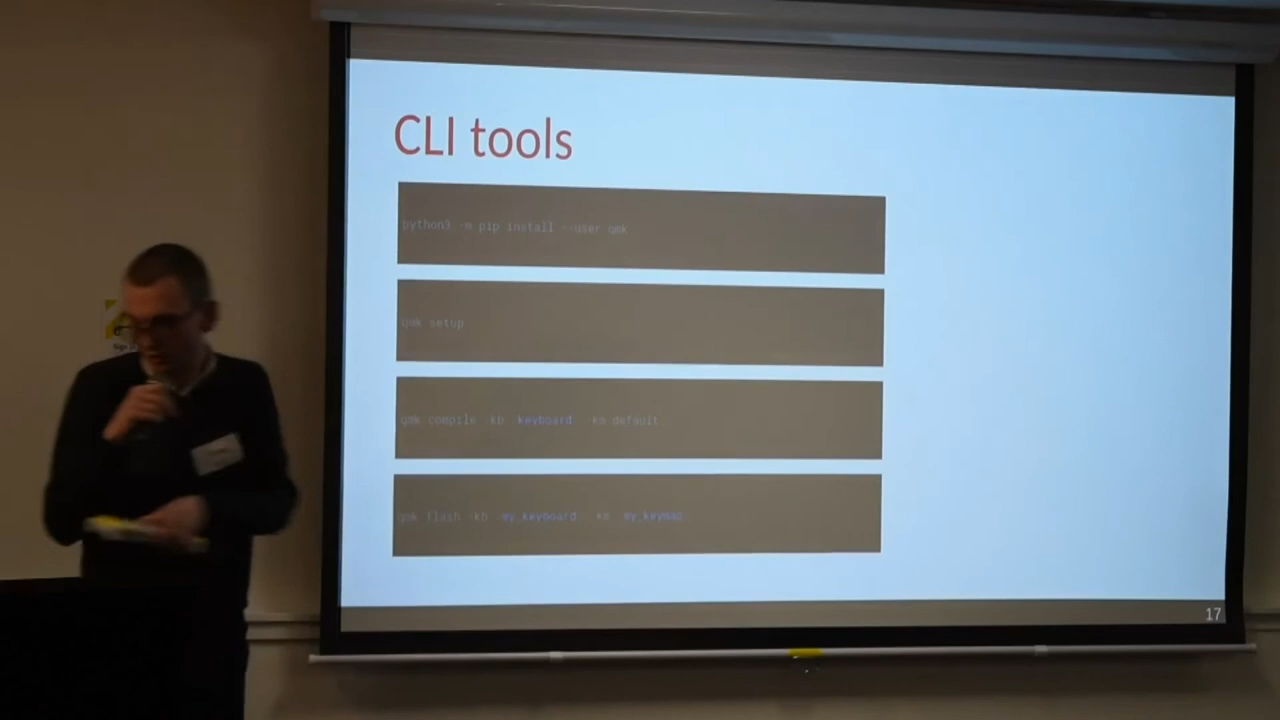 CLI tools
python3 -m pip install --user qmk
qmk setup
qmk compile -kb keyboard -km default
qmk flash -kb my_keyboard -km my_keymap
17